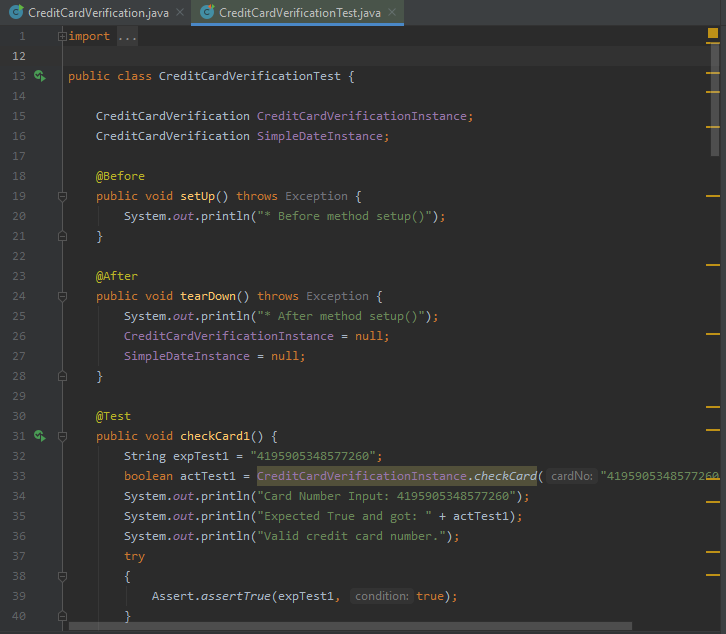 CreditCardVerification.java × CreditCardVerificationTest.java ×
1 import ...
12
13 public class CreditCardVerificationTest {
14
15 CreditCardVerification CreditCardVerificationInstance;
16 CreditCardVerification SimpleDateInstance;
17
18 @Before
19 public void setUp() throws Exception {
20 System.out.println("* Before method setup()");
21 }
22
23 @After
24 public void tearDown() throws Exception {
25 System.out.println("* After method setup()");
26 CreditCardVerificationInstance = null;
27 SimpleDateInstance = null;
28 }
29
30 @Test
31 public void checkCard1() {
32 String expTest1 = "4195905348577260";
33 boolean actTest1 = CreditCardVerificationInstance.checkCard( cardNo: "4195905348577260
34 System.out.println("Card Number Input: 4195905348577260");
35 System.out.println("Expected True and got: " + actTest1);
36 System.out.println("Valid credit card number.");
37 try
38 {
39 Assert.assertTrue(expTest1, condition: true);
40 }